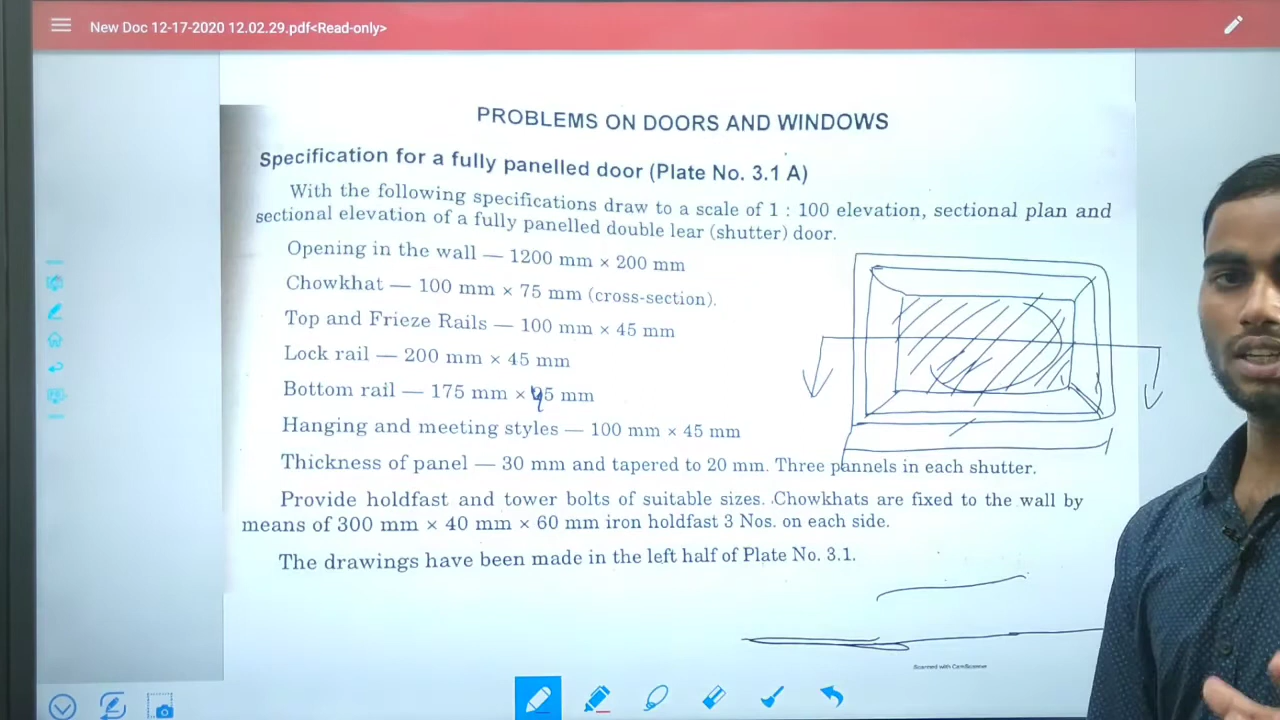 New Doc 12-17-2020 12.02.29.pdf<Read-only>
PROBLEMS ON DOORS AND WINDOWS
Specification for a fully panelled door (Plate No. 3.1 A)
With the following specifications draw to a scale of 1 : 100 elevation, sectional plan and
sectional elevation of a fully panelled double lear (shutter) door.
Opening in the wall — 1200 mm × 200 mm
Chowkhat — 100 mm × 75 mm (cross-section).
Top and Frieze Rails — 100 mm × 45 mm
Lock rail — 200 mm × 45 mm
Bottom rail — 175 mm × 45 mm
Hanging and meeting styles — 100 mm × 45 mm
Thickness of panel — 30 mm and tapered to 20 mm. Three pannels in each shutter.
Provide holdfast and tower bolts of suitable sizes. Chowkhats are fixed to the wall by
means of 300 mm × 40 mm × 60 mm iron holdfast 3 Nos. on each side.
The drawings have been made in the left half of Plate No. 3.1.
Scanned with CamScanner